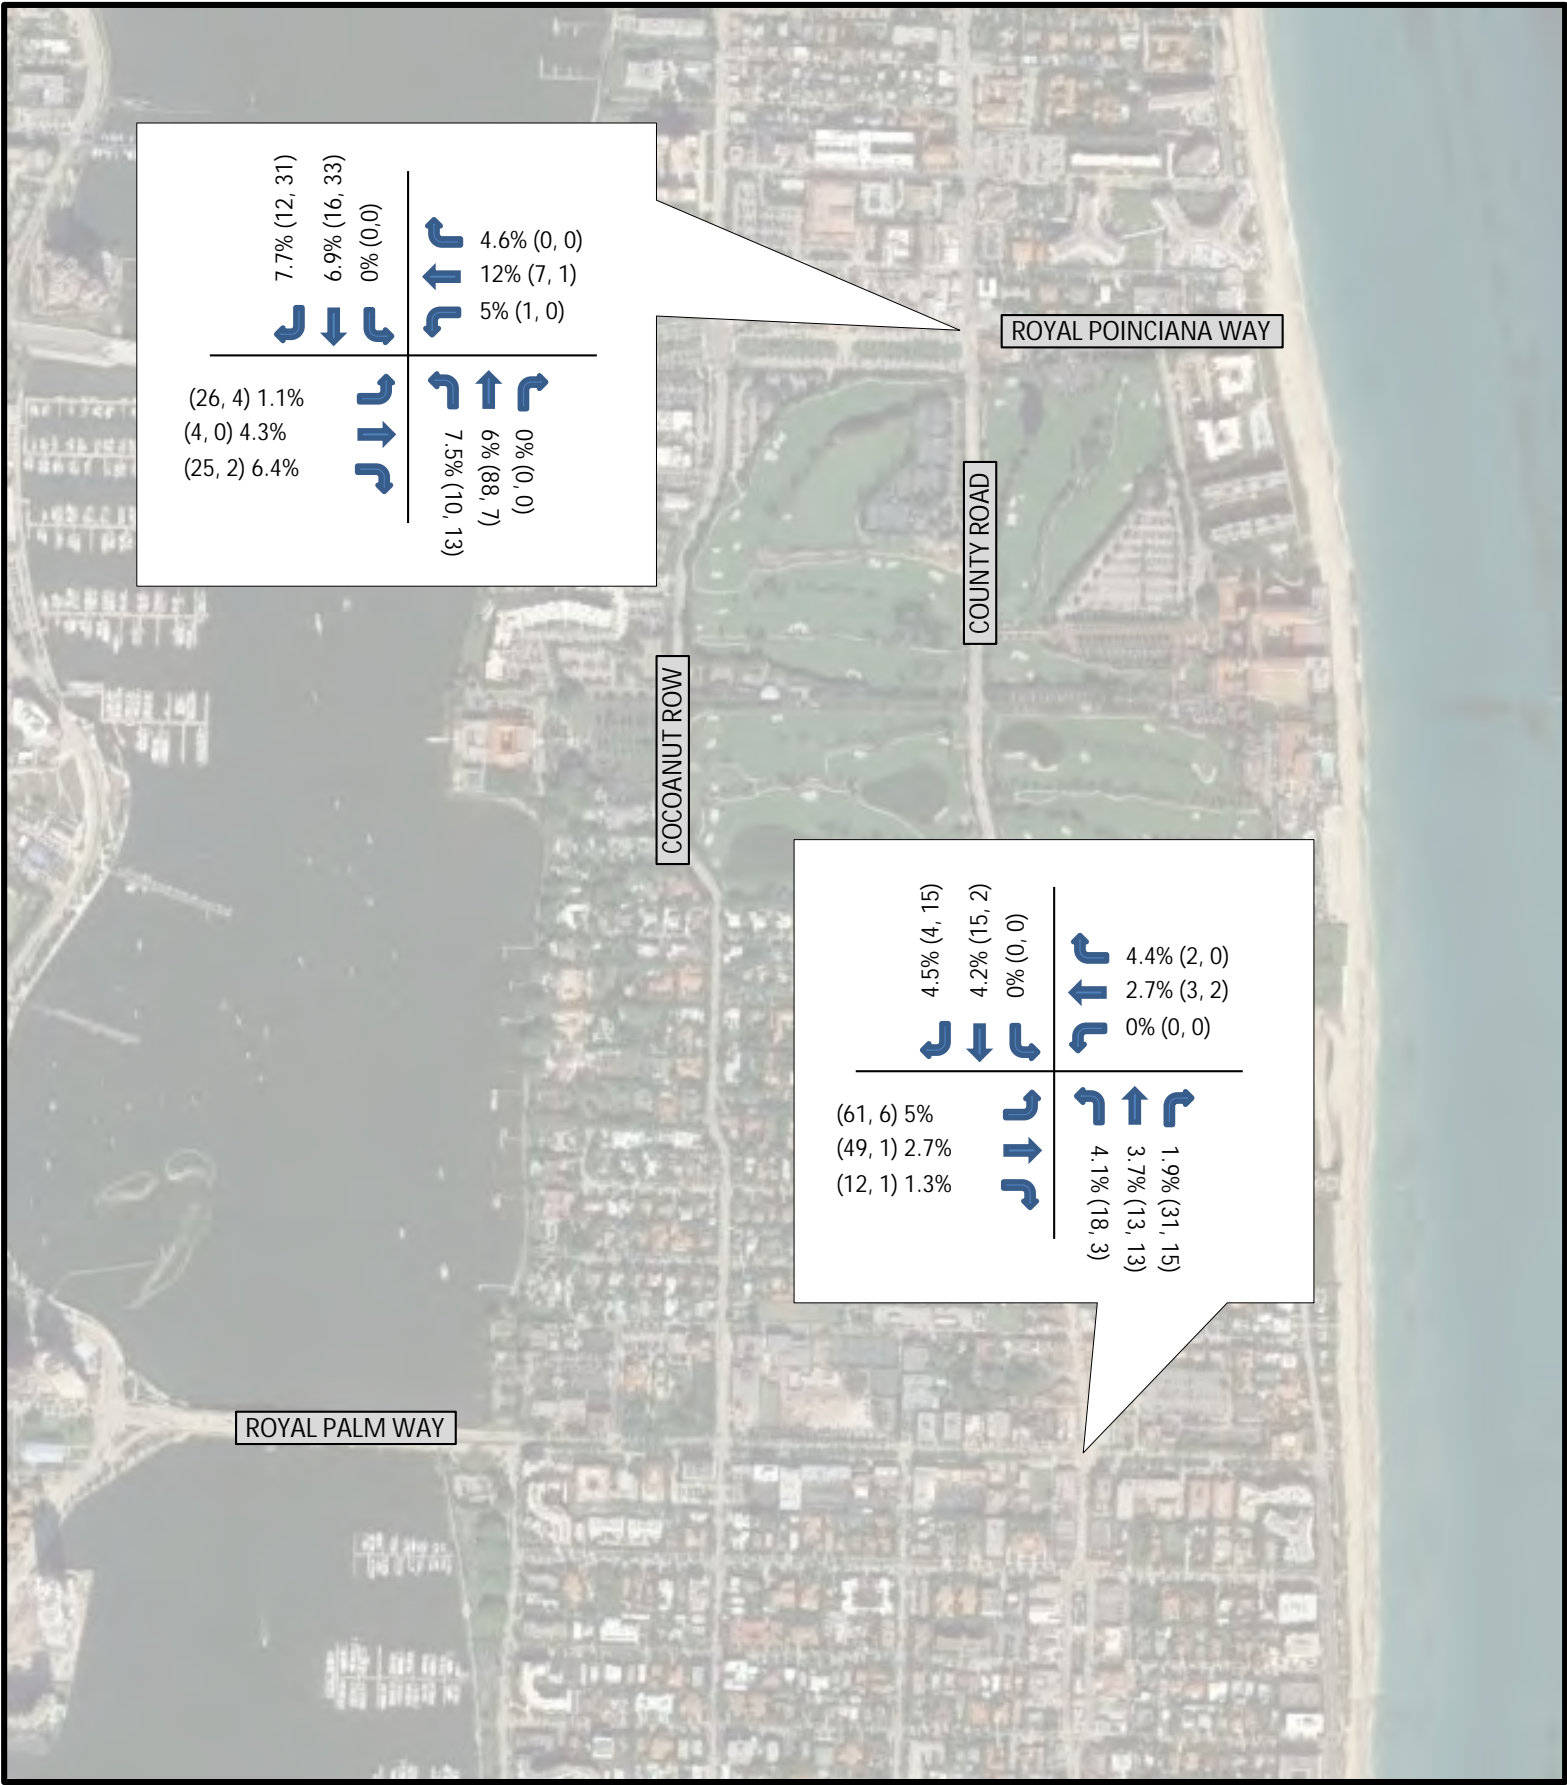 7.7% (12, 31)
6.9% (16, 33)
0% (0,0)
4.6% (0, 0)
12% (7, 1)
5% (1, 0)
(26, 4) 1.1%
(4, 0) 4.3%
(25, 2) 6.4%
7.5% (10, 13)
6% (88, 7)
0% (0, 0)
ROYAL POINCIANA WAY
COUNTY ROAD
COCOANUT ROW
4.5% (4, 15)
4.2% (15, 2)
0% (0, 0)
4.4% (2, 0)
2.7% (3, 2)
0% (0, 0)
(61, 6) 5%
(49, 1) 2.7%
(12, 1) 1.3%
4.1% (18, 3)
3.7% (13, 13)
1.9% (31, 15)
ROYAL PALM WAY